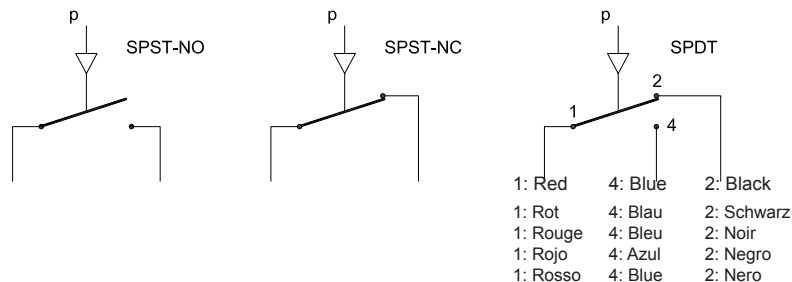 p
SPST-NO
p
SPST-NC
p
SPDT
1
2
4
1: Red 4: Blue 2: Black
1: Rot 4: Blau 2: Schwarz
1: Rouge 4: Bleu 2: Noir
1: Rojo 4: Azul 2: Negro
1: Rosso 4: Blue 2: Nero